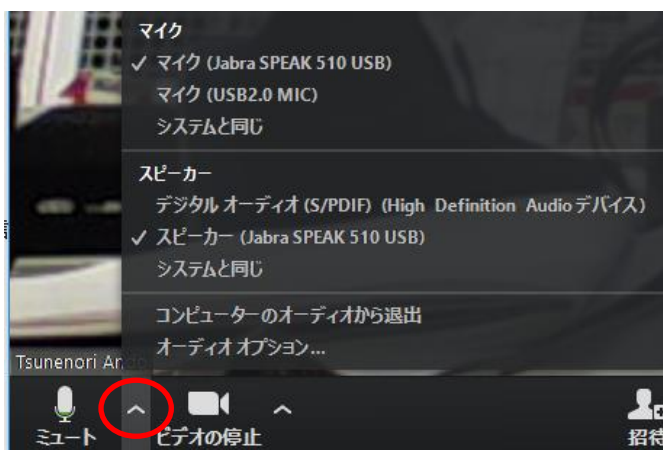 マイク
✓ マイク (Jabra SPEAK 510 USB)
マイク (USB2.0 MIC)
システムと同じ
スピーカー
デジタル オーディオ (S/PDIF) (High Definition Audio デバイス)
✓ スピーカー (Jabra SPEAK 510 USB)
システムと同じ
コンピューターのオーディオから退出
オーディオ オプション...
Tsunenori
ミュート ビデオの停止 招待